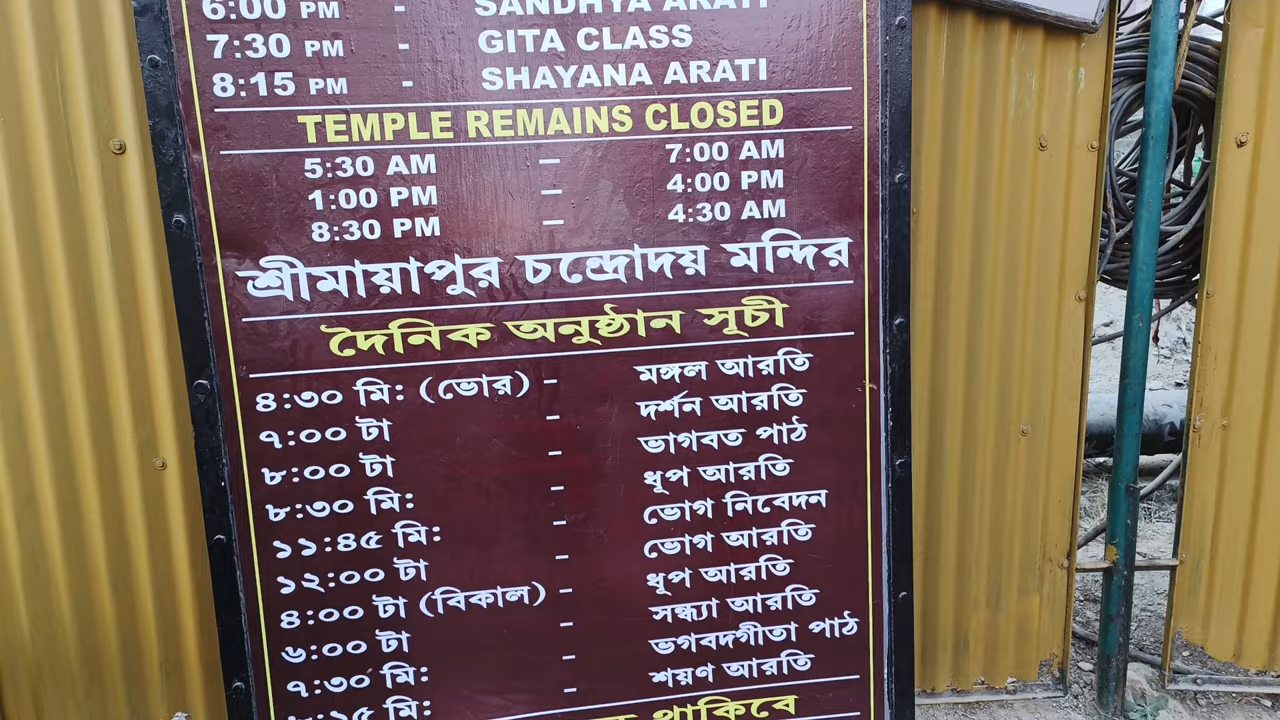 6:00 PM - SANDHYA ARATI
7:30 PM - GITA CLASS
8:15 PM - SHAYANA ARATI
TEMPLE REMAINS CLOSED
5:30 AM – 7:00 AM
1:00 PM – 4:00 PM
8:30 PM – 4:30 AM
শ্রীমায়াপুর চন্দ্রোদয় মন্দির
দৈনিক অনুষ্ঠান সূচী
৪:৩০ মি: (ভোর) - মঙ্গল আরতি
৭:০০ টা - দর্শন আরতি
৮:০০ টা - ভাগবত পাঠ
৮:৩০ মি: - ধূপ আরতি
১১:৪৫ মি: - ভোগ নিবেদন
১২:০০ টা - ভোগ আরতি
৪:০০ টা (বিকাল) - ধূপ আরতি
৬:০০ টা - সন্ধ্যা আরতি
৭:৩০ মি: - ভগবদগীতা পাঠ
৮:১৫ মি: - শয়ণ আরতি
থাকিবে